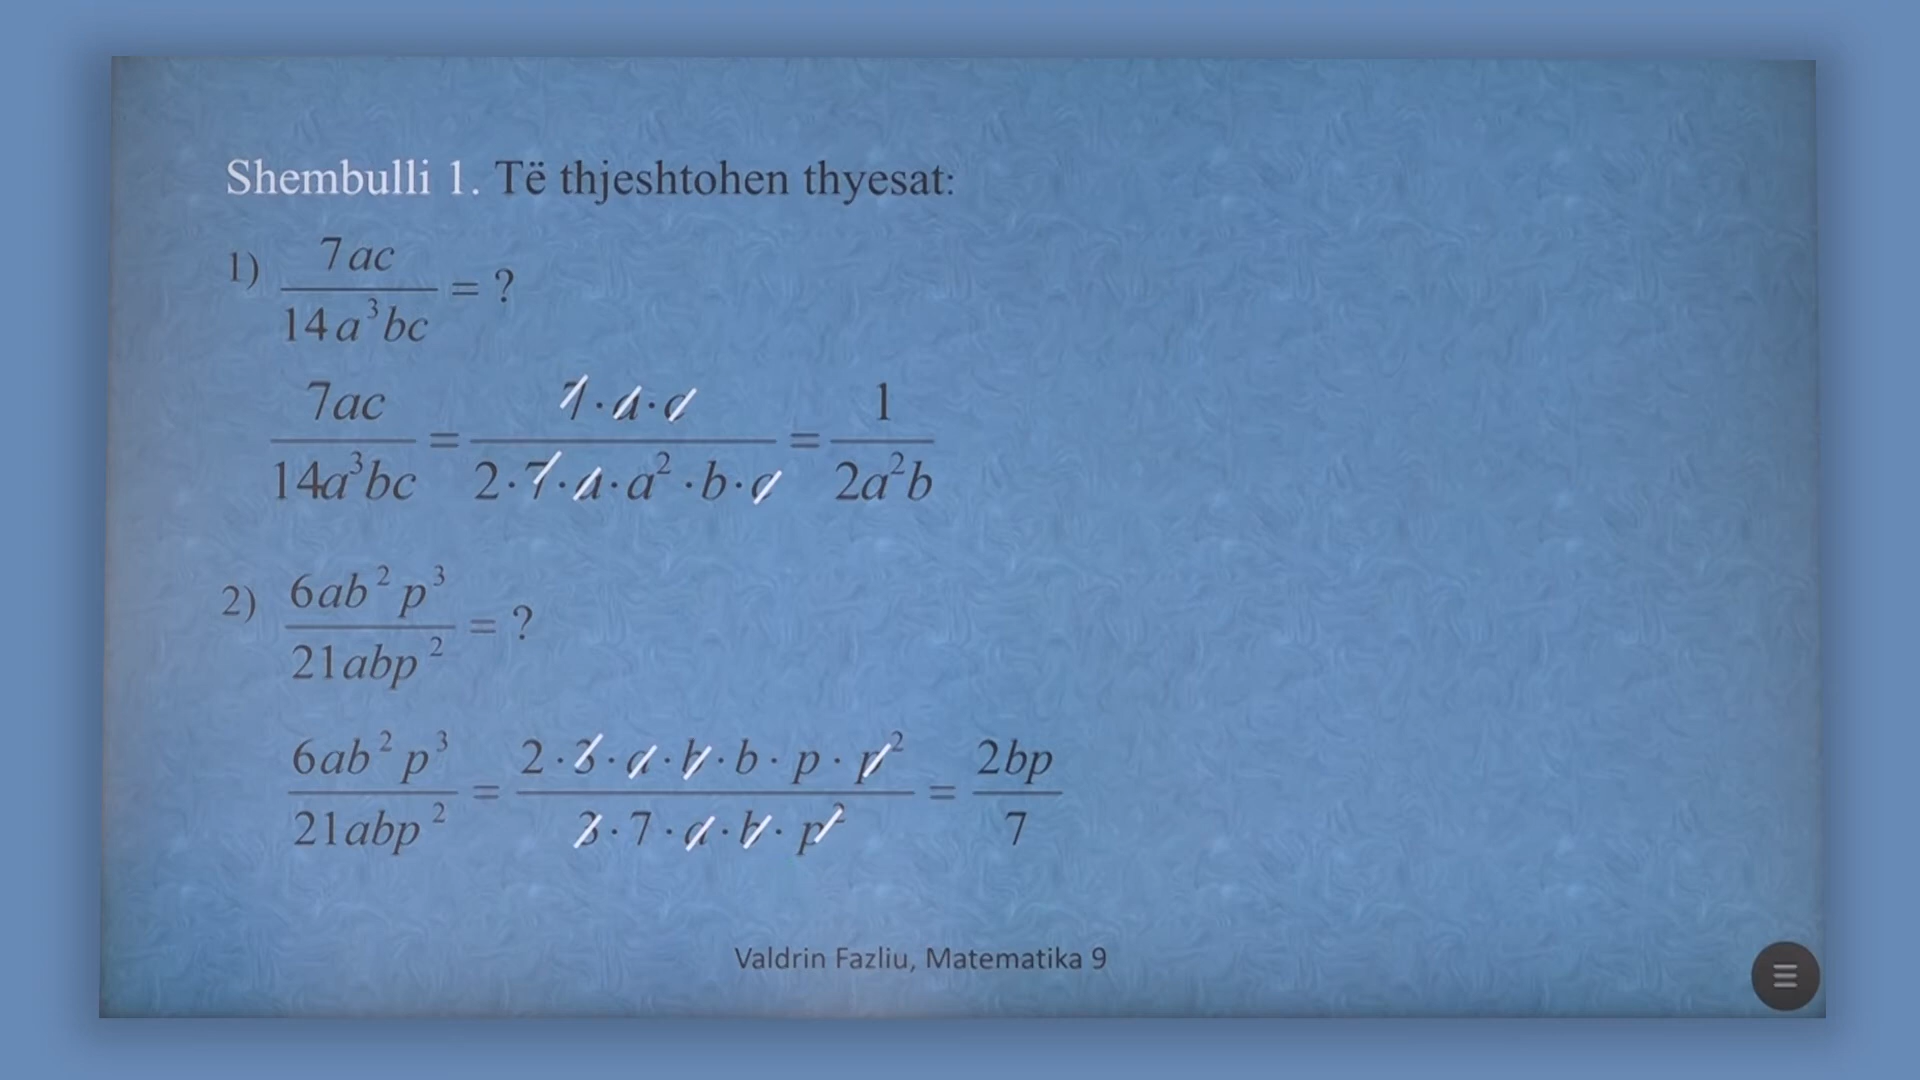 Shembulli 1. Të thjeshtohen thyesat:
1) 7ac / 14a³bc = ?
7ac / 14a³bc = 7·a·c / 2·7·a·a²·b·c = 1 / 2a²b
2) 6ab²p³ / 21abp² = ?
6ab²p³ / 21abp² = 2·3·a·b·b·p·p² / 3·7·a·b·p² = 2bp / 7
Valdrin Fazliu, Matematika 9